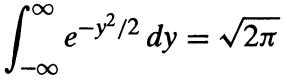 ∫_{-∞}^{∞} e^{-y²/2} dy = √2π